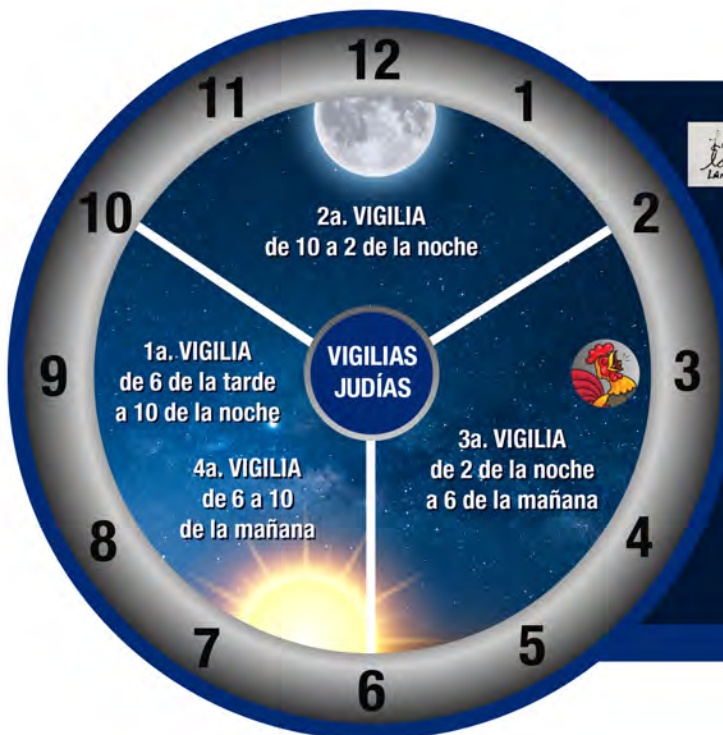 12
11
1
10
2
2a. VIGILIA
de 10 a 2 de la noche
9
3
1a. VIGILIA
de 6 de la tarde
a 10 de la noche
VIGILIAS
JUDÍAS
3a. VIGILIA
de 2 de la noche
a 6 de la mañana
4a. VIGILIA
de 6 a 10
de la mañana
8
4
7
5
6